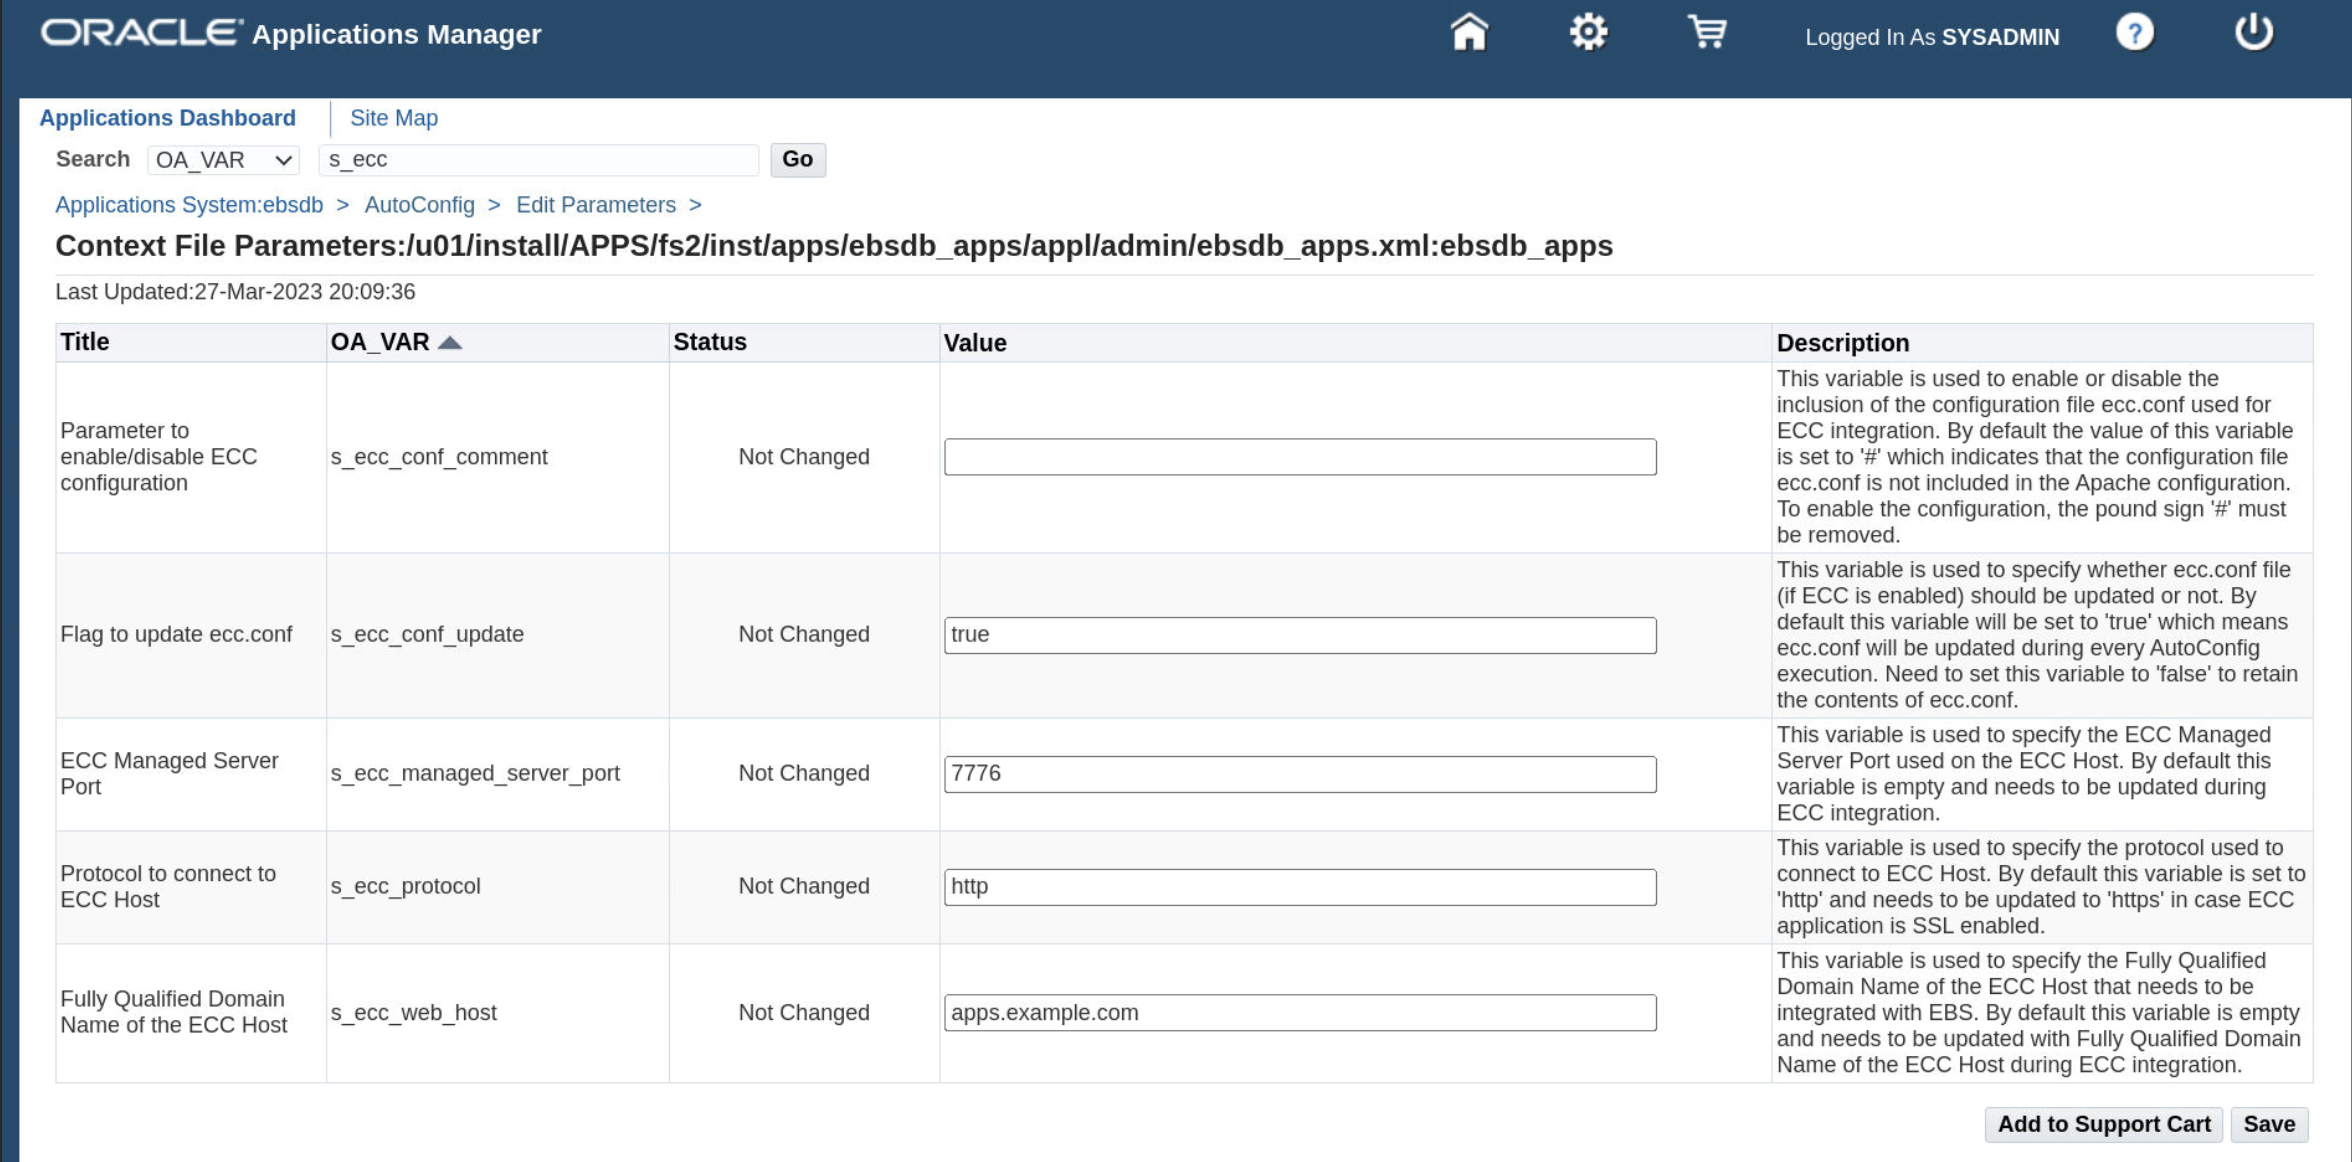 ORACLE Applications Manager
Logged In As SYSADMIN
?
Applications Dashboard
Site Map
Search OA_VAR s_ecc Go
Applications System:ebsdb > AutoConfig > Edit Parameters >
Context File Parameters:/u01/install/APPS/fs2/inst/apps/ebsdb_apps/appl/admin/ebsdb_apps.xml:ebsdb_apps
Last Updated:27-Mar-2023 20:09:36
Title OA_VAR Status Value Description
Parameter to
enable/disable ECC
configuration
s_ecc_conf_comment
Not Changed
This variable is used to enable or disable the
inclusion of the configuration file ecc.conf used for
ECC integration. By default the value of this variable
is set to '#' which indicates that the configuration file
ecc.conf is not included in the Apache configuration.
To enable the configuration, the pound sign '#' must
be removed.
Flag to update ecc.conf
s_ecc_conf_update
Not Changed
true
This variable is used to specify whether ecc.conf file
(if ECC is enabled) should be updated or not. By
default this variable will be set to 'true' which means
ecc.conf will be updated during every AutoConfig
execution. Need to set this variable to 'false' to retain
the contents of ecc.conf.
ECC Managed Server
Port
s_ecc_managed_server_port
Not Changed
7776
This variable is used to specify the ECC Managed
Server Port used on the ECC Host. By default this
variable is empty and needs to be updated during
ECC integration.
Protocol to connect to
ECC Host
s_ecc_protocol
Not Changed
http
This variable is used to specify the protocol used to
connect to ECC Host. By default this variable is set to
'http' and needs to be updated to 'https' in case ECC
application is SSL enabled.
Fully Qualified Domain
Name of the ECC Host
s_ecc_web_host
Not Changed
apps.example.com
This variable is used to specify the Fully Qualified
Domain Name of the ECC Host that needs to be
integrated with EBS. By default this variable is empty
and needs to be updated with Fully Qualified Domain
Name of the ECC Host during ECC integration.
Add to Support Cart
Save